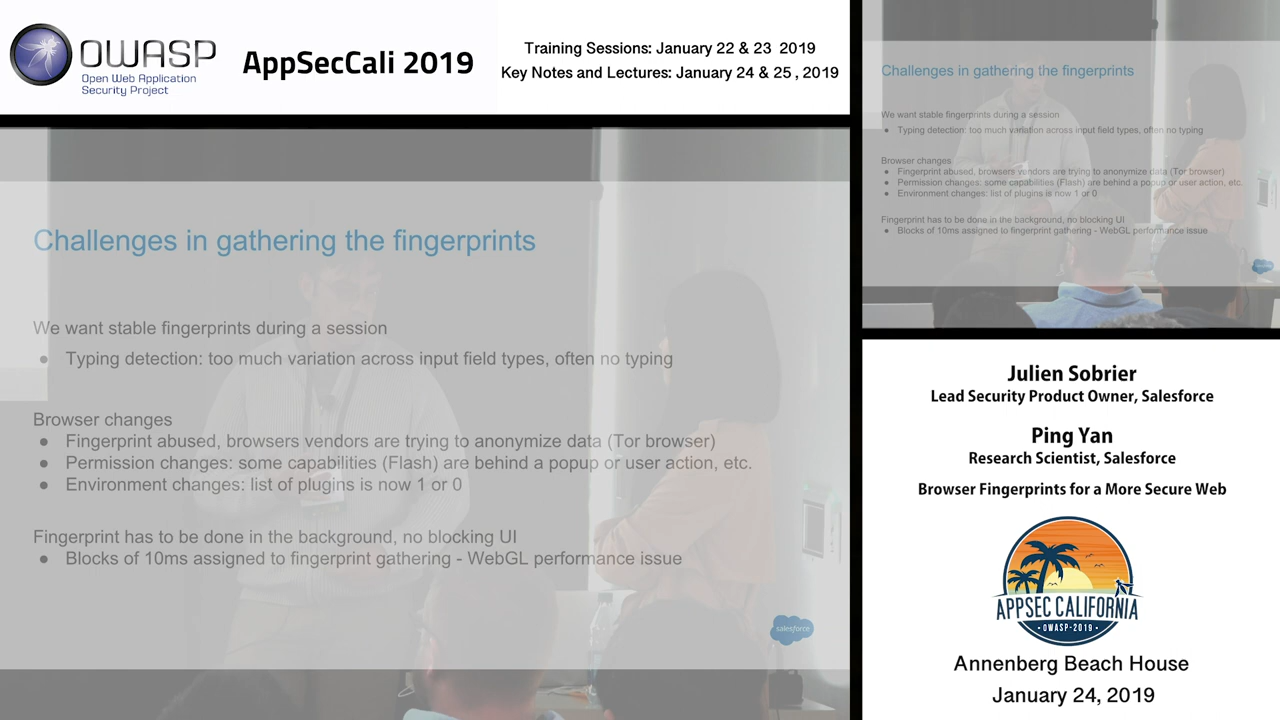 OWASP
Open Web Application
Security Project
AppSecCali 2019
Training Sessions: January 22 & 23 2019
Key Notes and Lectures: January 24 & 25 , 2019
Challenges in gathering the fingerprints
We want stable fingerprints during a session
● Typing detection: too much variation across input field types, often no typing
Browser changes
● Fingerprint abused, browsers vendors are trying to anonymize data (Tor browser)
● Permission changes: some capabilities (Flash) are behind a popup or user action, etc.
● Environment changes: list of plugins is now 1 or 0
Fingerprint has to be done in the background, no blocking UI
● Blocks of 10ms assigned to fingerprint gathering - WebGL performance issue
salesforce
Challenges in gathering the fingerprints
We want stable fingerprints during a session
● Typing detection: too much variation across input field types, often no typing
Browser changes
● Fingerprint abused, browsers vendors are trying to anonymize data (Tor browser)
● Permission changes: some capabilities (Flash) are behind a popup or user action, etc.
● Environment changes: list of plugins is now 1 or 0
Fingerprint has to be done in the background, no blocking UI
● Blocks of 10ms assigned to fingerprint gathering - WebGL performance issue
Julien Sobrier
Lead Security Product Owner, Salesforce
Ping Yan
Research Scientist, Salesforce
Browser Fingerprints for a More Secure Web
APPSEC CALIFORNIA
• OWASP-2019 •
Annenberg Beach House
January 24, 2019